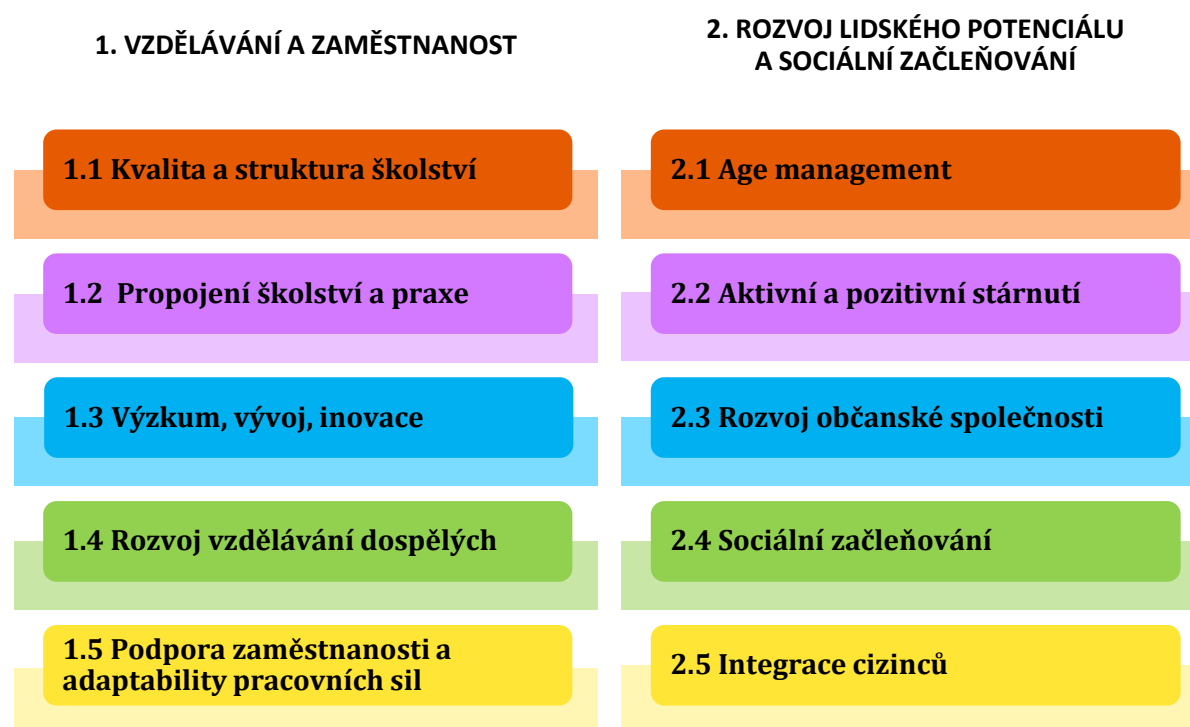 1. VZDĚLÁVÁNÍ A ZAMĚSTNANOST
1.1 Kvalita a struktura školství
1.2 Propojení školství a praxe
1.3 Výzkum, vývoj, inovace
1.4 Rozvoj vzdělávání dospělých
1.5 Podpora zaměstnanosti a
adaptability pracovních sil
2. ROZVOJ LIDSKÉHO POTENCIÁLU
A SOCIÁLNÍ ZAČLEŇOVÁNÍ
2.1 Age management
2.2 Aktivní a pozitivní stárnutí
2.3 Rozvoj občanské společnosti
2.4 Sociální začleňování
2.5 Integrace cizinců